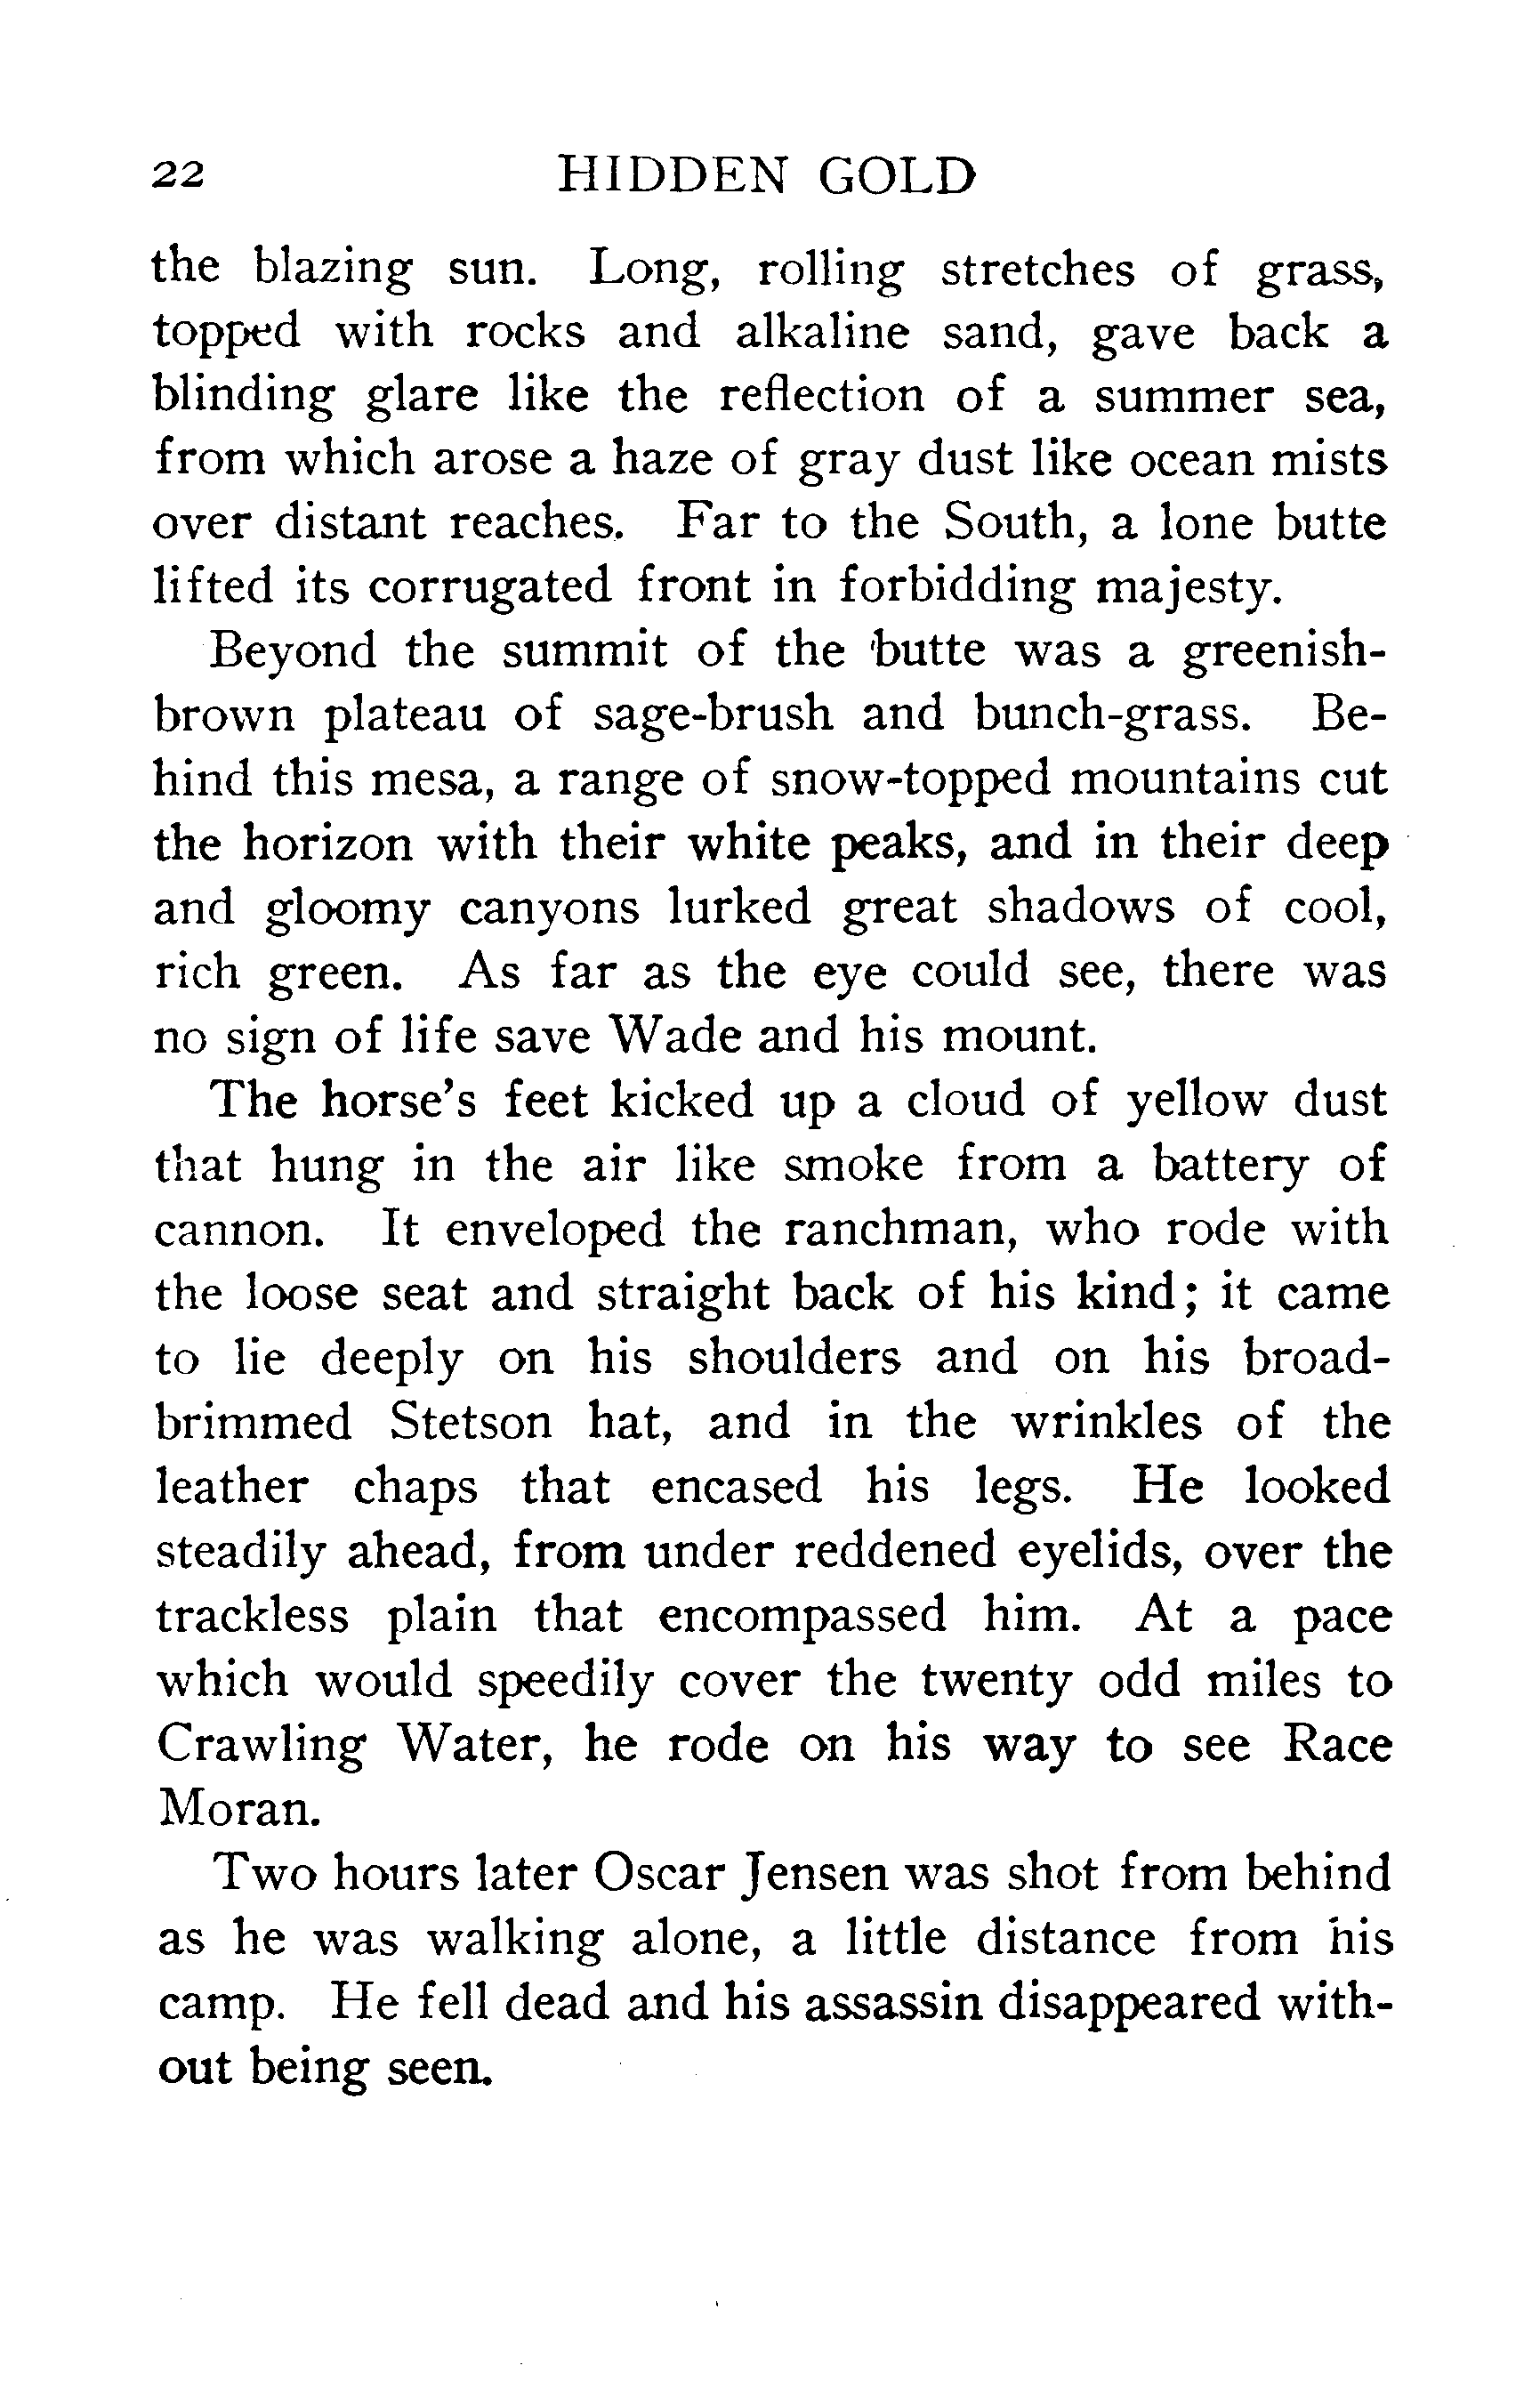 22 HIDDEN GOLD
the blazing sun. Long, rolling stretches of grass,
topped with rocks and alkaline sand, gave back a
blinding glare like the reflection of a summer sea,
from which arose a haze of gray dust like ocean mists
over distant reaches. Far to the South, a lone butte
lifted its corrugated front in forbidding majesty.
Beyond the summit of the butte was a greenish-
brown plateau of sage-brush and bunch-grass. Be-
hind this mesa, a range of snow-topped mountains cut
the horizon with their white peaks, and in their deep
and gloomy canyons lurked great shadows of cool,
rich green. As far as the eye could see, there was
no sign of life save Wade and his mount.
The horse's feet kicked up a cloud of yellow dust
that hung in the air like smoke from a battery of
cannon. It enveloped the ranchman, who rode with
the loose seat and straight back of his kind; it came
to lie deeply on his shoulders and on his broad-
brimmed Stetson hat, and in the wrinkles of the
leather chaps that encased his legs. He looked
steadily ahead, from under reddened eyelids, over the
trackless plain that encompassed him. At a pace
which would speedily cover the twenty odd miles to
Crawling Water, he rode on his way to see Race
Moran.
Two hours later Oscar Jensen was shot from behind
as he was walking alone, a little distance from his
camp. He fell dead and his assassin disappeared with-
out being seen.